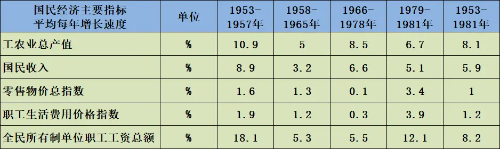 国民经济主要指标
平均每年增长速度 单位 1953-1957年 1958-1965年 1966-1978年 1979-1981年 1953-1981年
工农业总产值 % 10.9 5 8.5 6.7 8.1
国民收入 % 8.9 3.2 6.6 5.1 5.9
零售物价总指数 % 1.6 1.3 0.1 3.4 1
职工生活费用价格指数 % 1.9 1.2 0.3 3.9 1.2
全民所有制单位职工工资总额 % 18.1 5.3 5.5 12.1 8.2